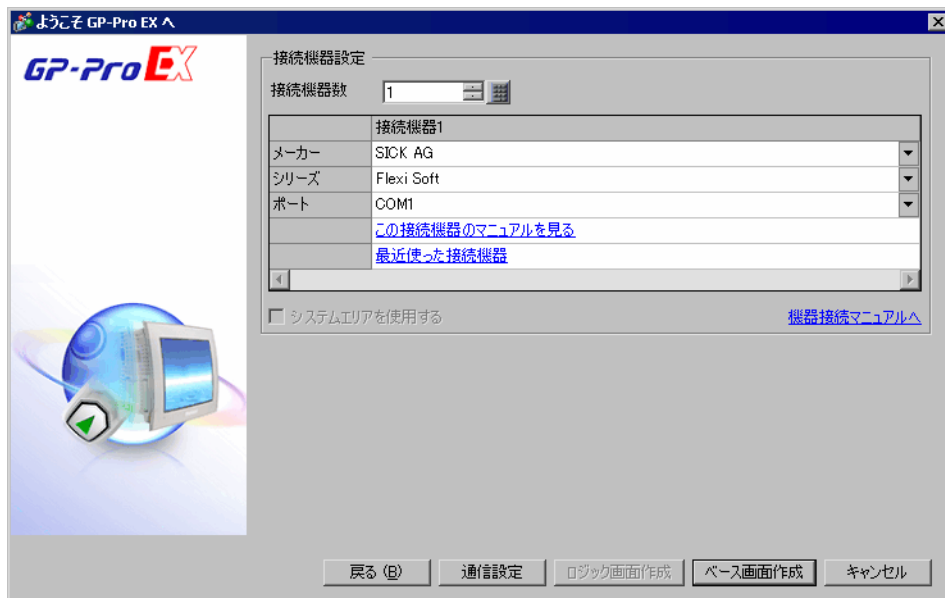 ようこそ GP-Pro EX へ
GP-Pro EX
接続機器設定
接続機器数 1
接続機器1
メーカー SICK AG
シリーズ Flexi Soft
ポート COM1
この接続機器のマニュアルを見る
最近使った接続機器
システムエリアを使用する 機器接続マニュアルへ
戻る (B) 通信設定 ロジック画面作成 ベース画面作成 キャンセル